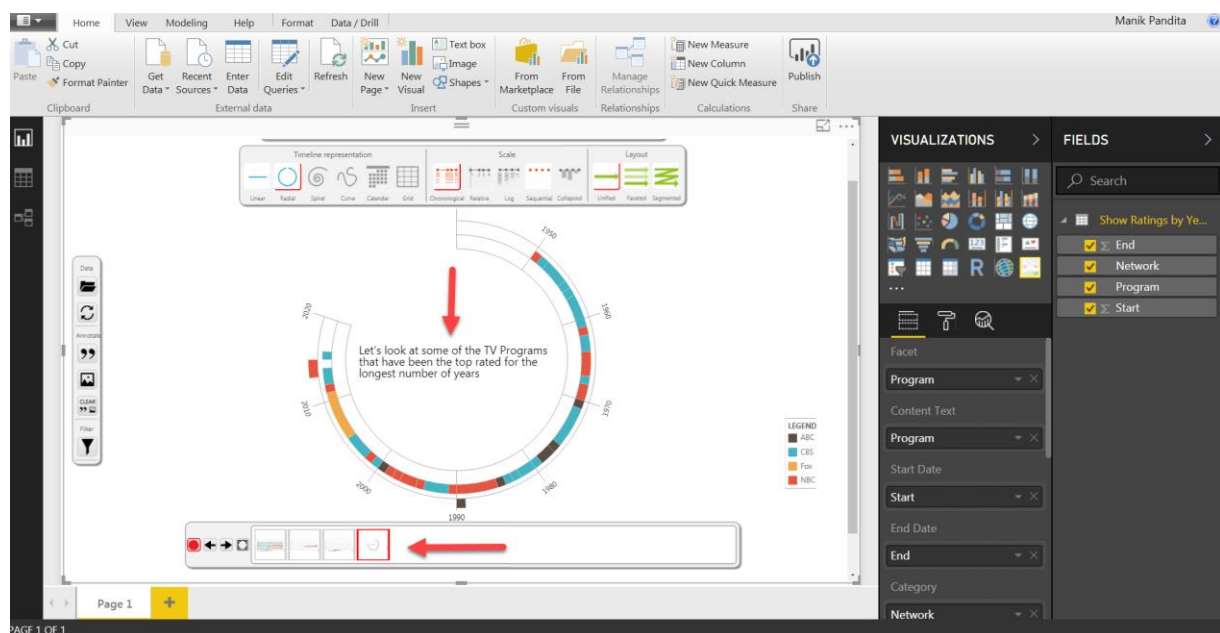 Home View Modeling Help Format Data / Drill Manik Pandita
Paste
Cut
Copy
Format Painter
Clipboard
Get Data
Recent Sources
Enter Data
Edit Queries
Refresh
External data
New Page
New Visual
Text box
Image
Shapes
Insert
From Marketplace
From File
Custom visuals
Manage Relationships
Relationships
New Measure
New Column
New Quick Measure
Calculations
Publish
Share
Timeline representation
Linear Radial Spiral Curve Calendar Grid
Scale
Chronological Relative Log Sequential Collapsed
Layout
Unified Faceted Segmented
Data
Annotate
CLEAR
Filter
1950
1960
1970
1980
1990
2000
2010
2020
Let's look at some of the TV Programs
that have been the top rated for the
longest number of years
LEGEND
ABC
CBS
Fox
NBC
Page 1
PAGE 1 OF 1
VISUALIZATIONS
123
R
Facet
Program
Content Text
Program
Start Date
Start
End Date
End
Category
Network
FIELDS
Search
Show Ratings by Ye...
Σ End
Network
Program
Σ Start